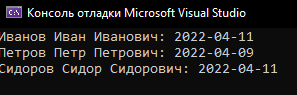 Консоль отладки Microsoft Visual Studio
Иванов Иван Иванович: 2022-04-11
Петров Петр Петрович: 2022-04-09
Сидоров Сидор Сидорович: 2022-04-11